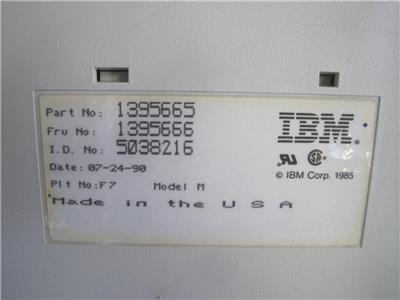 Part No: 1395665
Fru No: 1395666
I.D. No: 5038216
Date: 07-24-90
Plt No: F7 Model M
Made in the U S A
IBM®
© IBM Corp. 1985